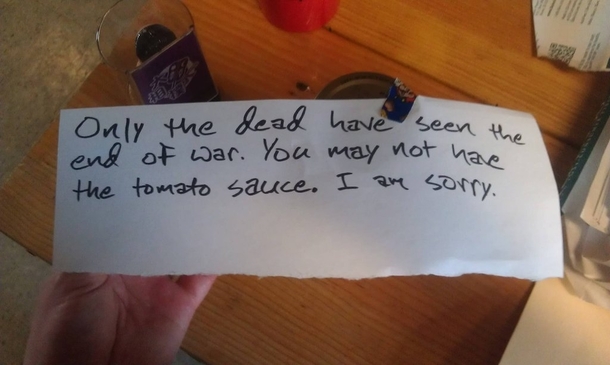 Only the dead have seen the
end of war. You may not have
the tomato sauce. I am sorry.